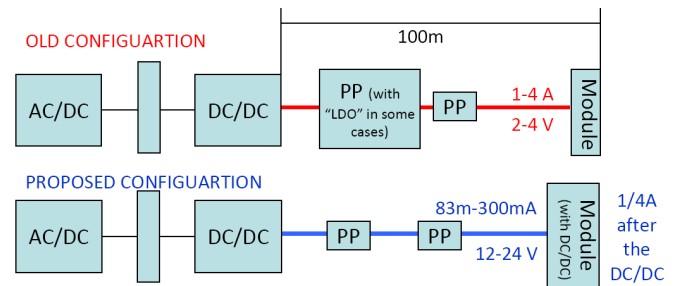 OLD CONFIGUARTION
100m
AC/DC
DC/DC
PP (with
"LDO" in some
cases)
PP
1-4 A
2-4 V
Module
PROPOSED CONFIGUARTION
AC/DC
DC/DC
PP
PP
83m-300mA
12-24 V
Module
(with DC/DC)
1/4A
after
the
DC/DC